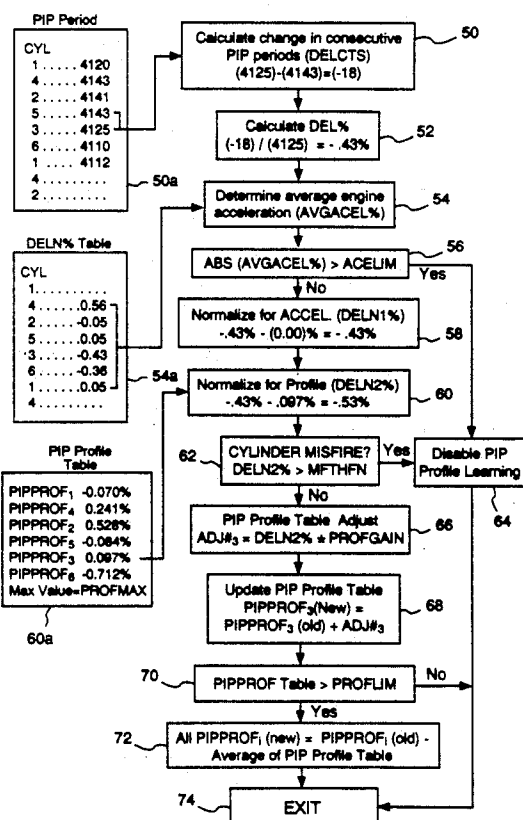 PIP Period
CYL
1 ..... 4120
4 ..... 4143
2 ..... 4141
5 ..... 4143
3 ..... 4125
6 ..... 4110
1 ..... 4112
4 .........
2 .........
50a
Calculate change in consecutive
PIP periods (DELCTS)
(4125)-(4143)=(-18)
50
Calculate DEL%
(-18) / (4125) = -.43%
52
Determine average engine
acceleration (AVGACEL%)
54
DELN% Table
CYL
1..........
4 ......0.56
2 ......-0.05
5 ......0.05
3 ......-0.43
6 ......-0.36
1 ......0.05
4 .........
54a
ABS (AVGACEL%) > ACELIM
56
Yes
No
Normalize for ACCEL. (DELN1%)
-.43% - (0.00)% = -.43%
58
Normalize for Profile (DELN2%)
-.43% - .097% = -.53%
60
PIP Profile
Table
PIPPROF1 -0.070%
PIPPROF4 0.241%
PIPPROF2 0.528%
PIPPROF5 -0.084%
PIPPROF3 0.097%
PIPPROF6 -0.712%
Max Value=PROFMAX
60a
62
CYLINDER MISFIRE?
DELN2% > MFTHFN
Yes
No
Disable PIP
Profile Learning
64
PIP Profile Table Adjust
ADJ#3 = DELN2% * PROFGAIN
66
Update PIP Profile Table
PIPPROF3(New) =
PIPPROF3 (old) + ADJ#3
68
70
PIPPROF Table > PROFLIM
No
Yes
72
All PIPPROFi (new) = PIPPROFi (old) -
Average of PIP Profile Table
74
EXIT